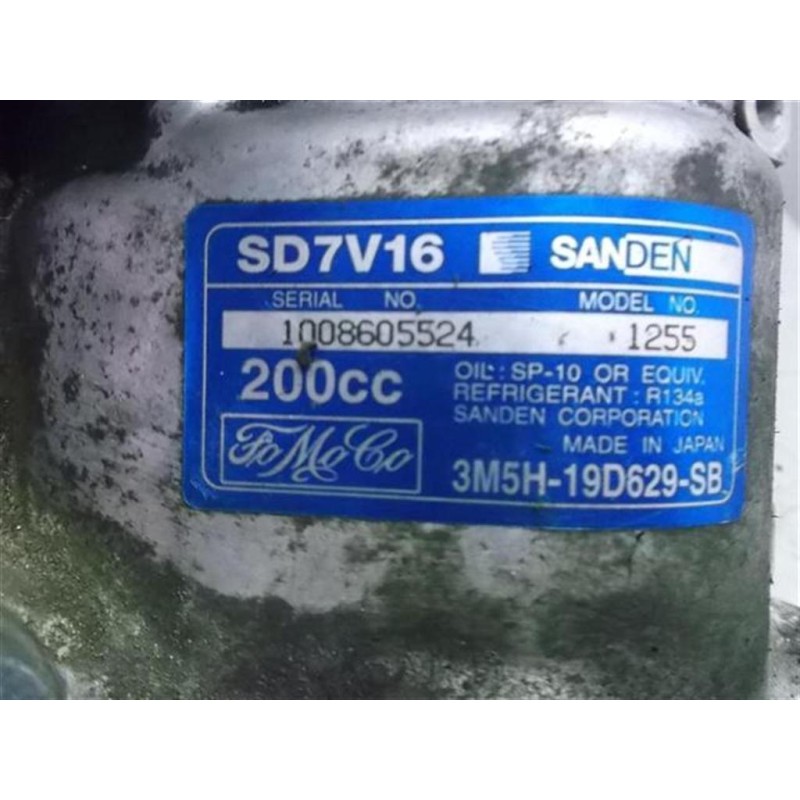 SD7V16 SANDEN
SERIAL NO. MODEL NO.
1008605524 1255
200cc
OIL: SP-10 OR EQUIV.
REFRIGERANT : R134a
SANDEN CORPORATION
MADE IN JAPAN
FoMoCo
3M5H-19D629-SB